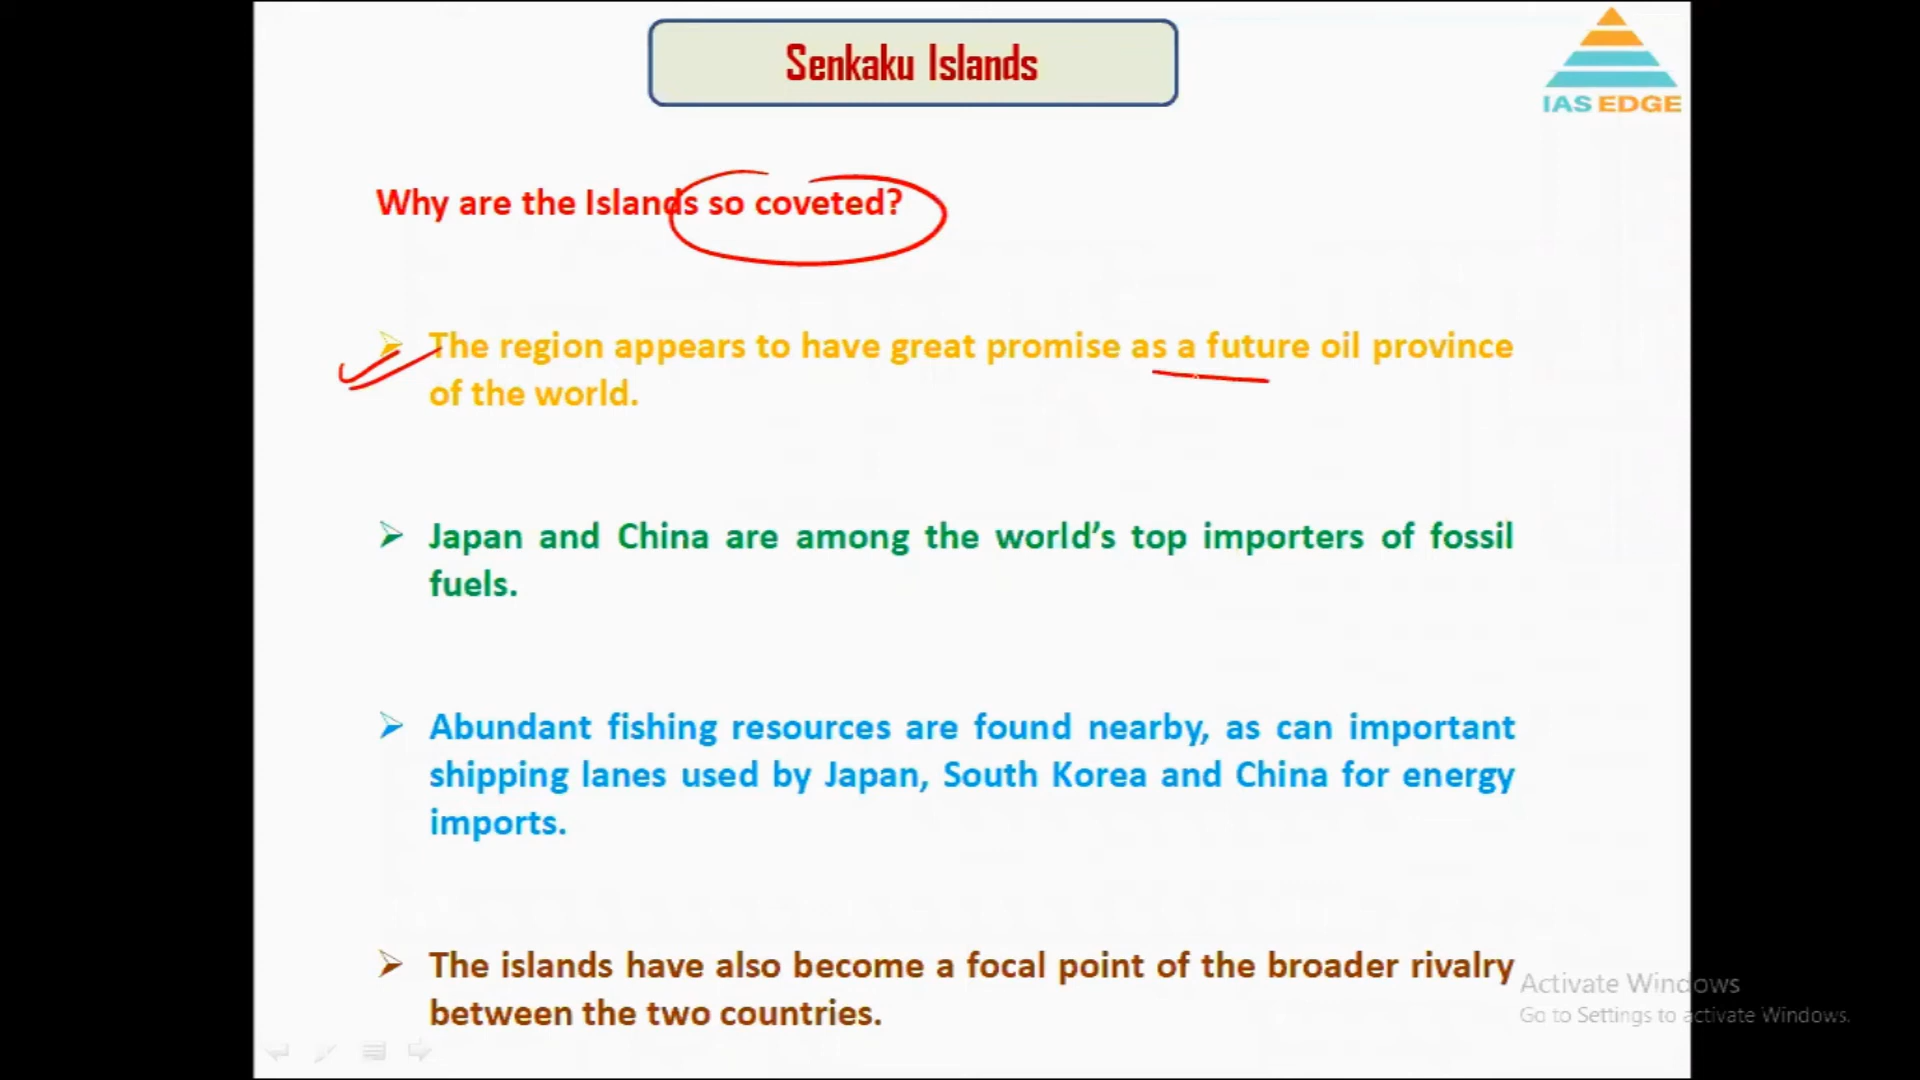 Senkaku Islands
IAS EDGE
Why are the Islands so coveted?
The region appears to have great promise as a future oil province
of the world.
Japan and China are among the world's top importers of fossil
fuels.
Abundant fishing resources are found nearby, as can important
shipping lanes used by Japan, South Korea and China for energy
imports.
The islands have also become a focal point of the broader rivalry
between the two countries.
Activate Windows
Go to Settings to activate Windows.